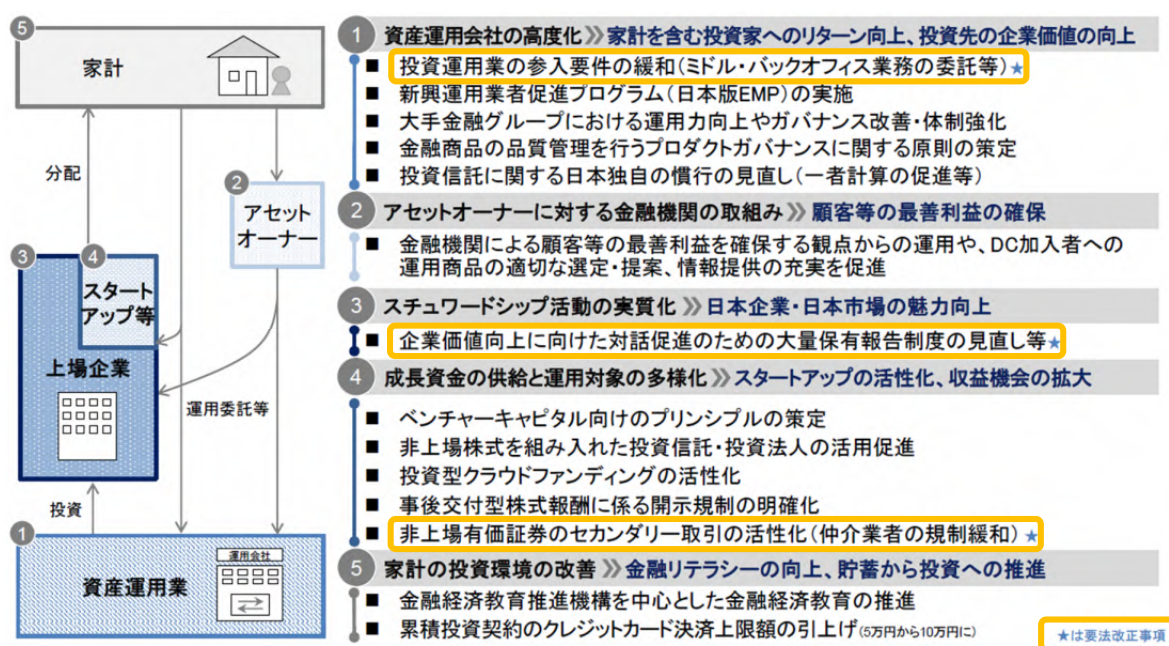 5
家計
分配
2
アセット
オーナー
3
4
スタート
アップ等
上場企業
運用委託等
投資
1
運用会社
資産運用業
1 資産運用会社の高度化 》 家計を含む投資家へのリターン向上、投資先の企業価値の向上
■ 投資運用業の参入要件の緩和(ミドル・バックオフィス業務の委託等)★
■ 新興運用業者促進プログラム(日本版EMP)の実施
■ 大手金融グループにおける運用力向上やガバナンス改善・体制強化
■ 金融商品の品質管理を行うプロダクトガバナンスに関する原則の策定
■ 投資信託に関する日本独自の慣行の見直し(一者計算の促進等)
2 アセットオーナーに対する金融機関の取組み 》 顧客等の最善利益の確保
■ 金融機関による顧客等の最善利益を確保する観点からの運用や、DC加入者への
運用商品の適切な選定・提案、情報提供の充実を促進
3 スチュワードシップ活動の実質化 》 日本企業・日本市場の魅力向上
■ 企業価値向上に向けた対話促進のための大量保有報告制度の見直し等★
4 成長資金の供給と運用対象の多様化 》 スタートアップの活性化、収益機会の拡大
■ ベンチャーキャピタル向けのプリンシプルの策定
■ 非上場株式を組み入れた投資信託・投資法人の活用促進
■ 投資型クラウドファンディングの活性化
■ 事後交付型株式報酬に係る開示規制の明確化
■ 非上場有価証券のセカンダリー取引の活性化(仲介業者の規制緩和)★
5 家計の投資環境の改善 》 金融リテラシーの向上、貯蓄から投資への推進
■ 金融経済教育推進機構を中心とした金融経済教育の推進
■ 累積投資契約のクレジットカード決済上限額の引上げ(5万円から10万円に)
★は要法改正事項